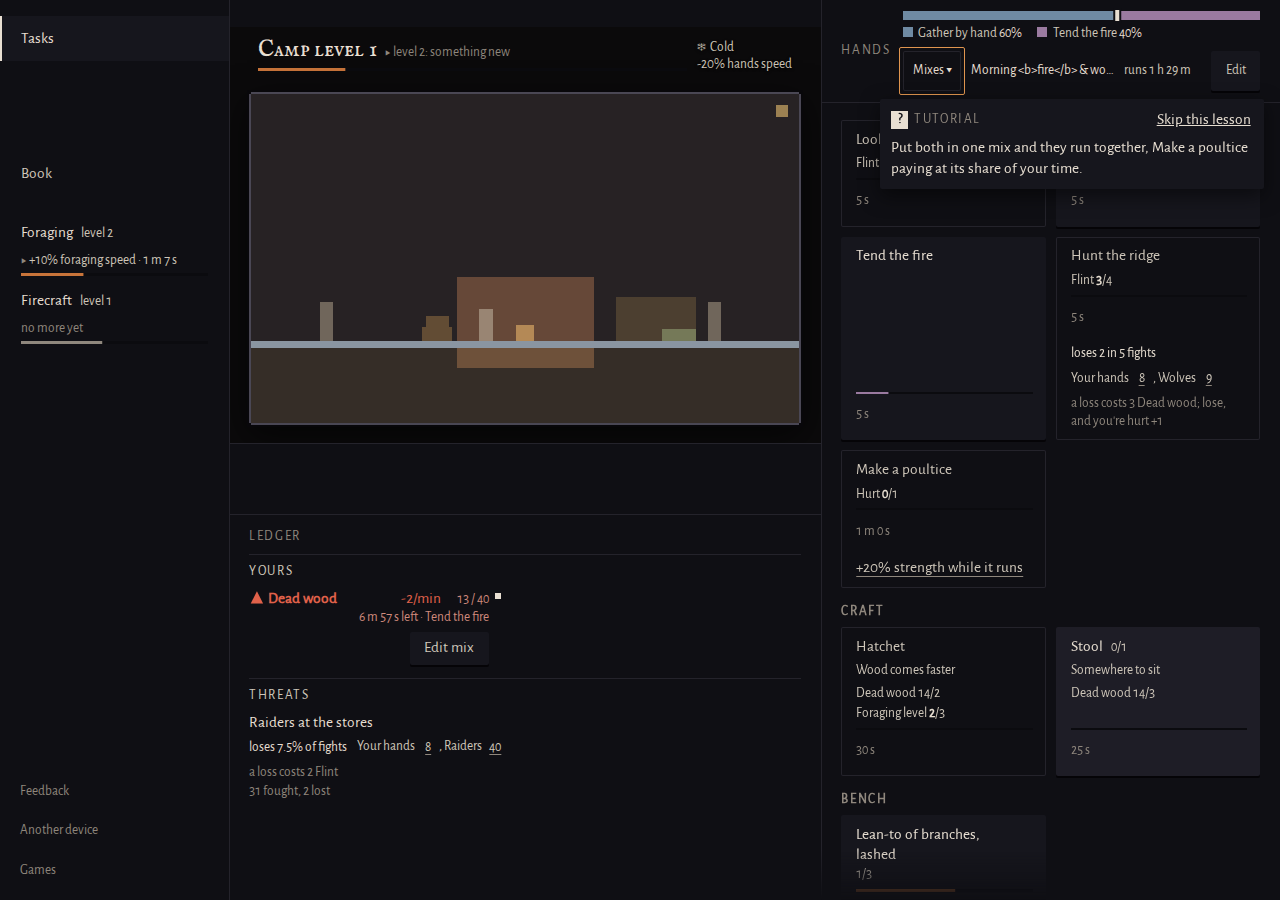 Tasks
Book
Foraging level 2
▸ +10% foraging speed · 1 m 7 s
Firecraft level 1
no more yet
Feedback
Another device
Games
Camp level 1 ▸ level 2: something new
❄ Cold
-20% hands speed
LEDGER
YOURS
Dead wood -2/min 13 / 40
6 m 57 s left · Tend the fire
Edit mix
THREATS
Raiders at the stores
loses 7.5% of fights Your hands 8 , Raiders 40
a loss costs 2 Flint
31 fought, 2 lost
HANDS
Gather by hand 60% Tend the fire 40%
Mixes ▾ Morning <b>fire</b> & wo… runs 1 h 29 m Edit
? TUTORIAL Skip this lesson
Put both in one mix and they run together, Make a poultice
paying at its share of your time.
Flint
5 s
5 s
Tend the fire
5 s
Hunt the ridge
Flint 3/4
5 s
loses 2 in 5 fights
Your hands 8 , Wolves 9
a loss costs 3 Dead wood; lose,
and you're hurt +1
Make a poultice
Hurt 0/1
1 m 0 s
+20% strength while it runs
CRAFT
Hatchet
Wood comes faster
Dead wood 14/2
Foraging level 2/3
30 s
Stool 0/1
Somewhere to sit
Dead wood 14/3
25 s
BENCH
Lean-to of branches,
lashed
1/3